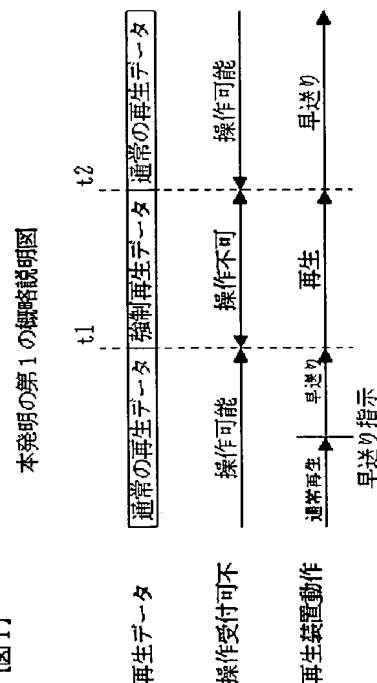 【図1】
本発明の第1の概略説明図
t1
t2
再生データ
通常の再生データ
強制再生データ
通常の再生データ
操作受付可不
操作可能
操作不可
操作可能
再生装置動作
通常再生
早送り
再生
早送り
早送り指示